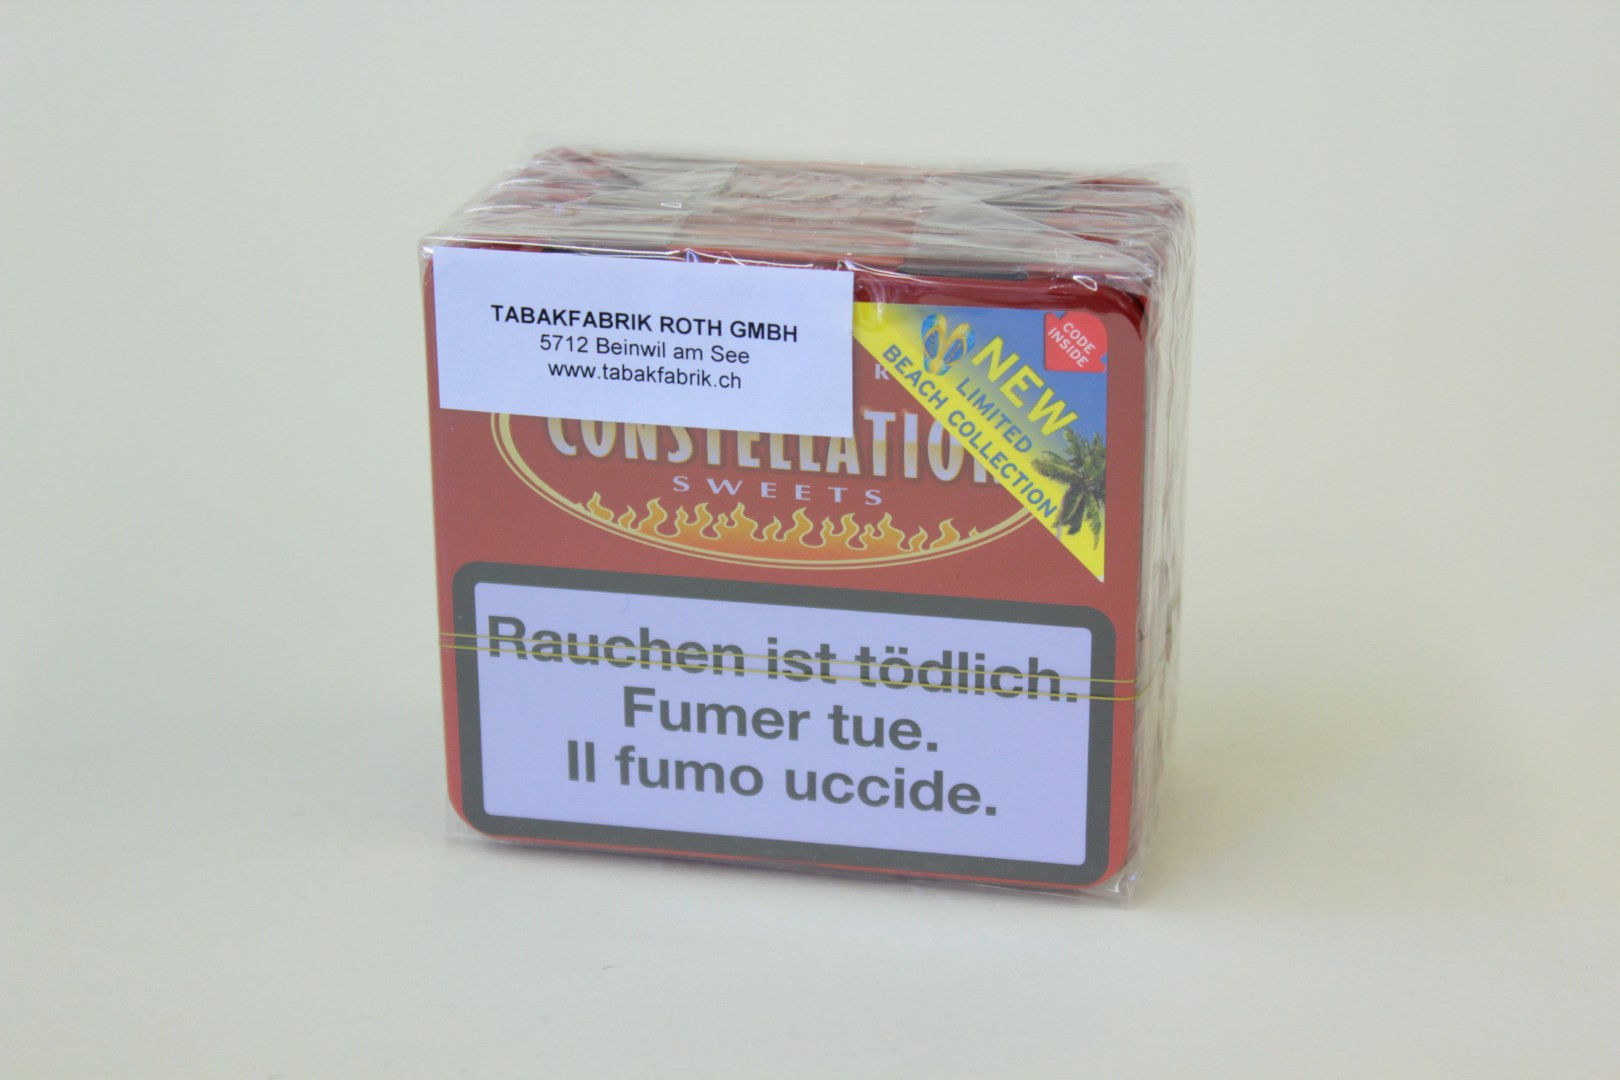 TABAKFABRIK ROTH GMBH
5712 Beinwil am See
www.tabakfabrik.ch
CODE
INSIDE
NEW
LIMITED
BEACH COLLECTION
CONSTELLATION
SWEETS
Rauchen ist tödlich.
Fumer tue.
Il fumo uccide.